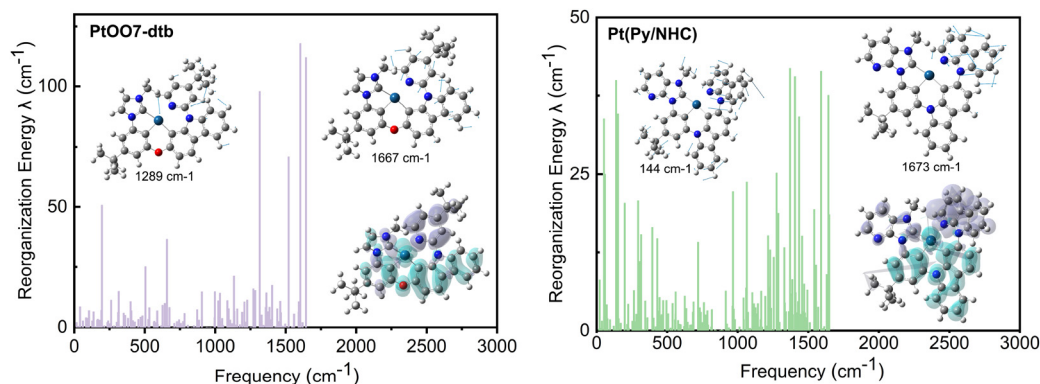 PtOO7-dtb
Reorganization Energy λ (cm-1)
100
50
0
1289 cm-1
1667 cm-1
0 500 1000 1500 2000 2500 3000
Frequency (cm-1)
Pt(Py/NHC)
Reorganization Energy λ (cm-1)
50
25
0
144 cm-1
1673 cm-1
0 500 1000 1500 2000 2500 3000
Frequency (cm-1)